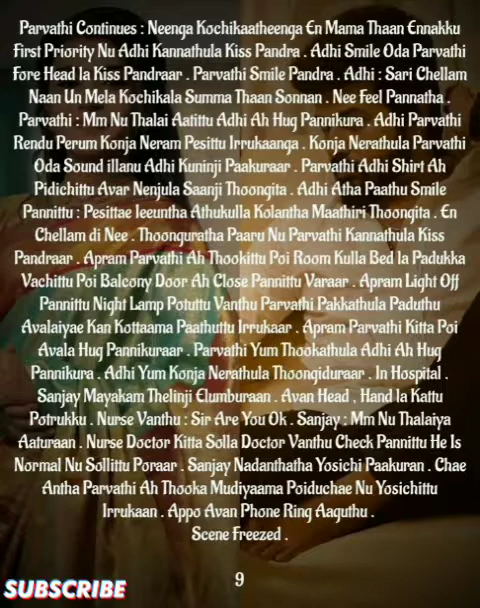 Parvathi Continues : Neenga Kochikaatheenga En Mama Thaan Ennakku
First Priority Nu Adhi Kannathula Kiss Pandra . Adhi Smile Oda Parvathi
Fore Head la Kiss Pandraar . Parvathi Smile Pandra . Adhi : Sari Chellam
Naan Un Mela Kochikala Summa Thaan Sonnan . Nee Feel Pannatha .
Parvathi : Mm Nu Thalai Aatittu Adhi Ah Hug Pannikura . Adhi Parvathi
Rendu Perum Konja Neram Pesittu Irrukaanga . Konja Nerathula Parvathi
Oda Sound illanu Adhi Kuninji Paakuraar . Parvathi Adhi Shirt Ah
Pidichittu Avar Nenjula Saanji Thoongita . Adhi Atha Paathu Smile
Pannittu : Pesittae Ieeuntha Athukulla Kolantha Maathiri Thoongita . En
Chellam di Nee . Thoonguratha Paaru Nu Parvathi Kannathula Kiss
Pandraar . Apram Parvathi Ah Thookittu Poi Room Kulla Bed la Padukka
Vachittu Poi Balcony Door Ah Close Pannittu Varaar . Apram Light Off
Pannittu Night Lamp Potuttu Vanthu Parvathi Pakkathula Paduthu
Avalaiyae Kan Kottaama Paathuttu Irrukaar . Apram Parvathi Kitta Poi
Avala Hug Pannikuraar . Parvathi Yum Thookathula Adhi Ah Hug
Pannikura . Adhi Yum Konja Nerathula Thoongiduraar . In Hospital .
Sanjay Mayakam Thelinji Elumburaan . Avan Head , Hand la Kattu
Potrukku . Nurse Vanthu : Sir Are You Ok . Sanjay : Mm Nu Thalaiya
Aaturaan . Nurse Doctor Kitta Solla Doctor Vanthu Check Pannittu He Is
Normal Nu Sollittu Poraar . Sanjay Nadanthatha Yosichi Paakuran . Chae
Antha Parvathi Ah Thooka Mudiyaama Poiduchae Nu Yosichittu
Irrukaan . Appo Avan Phone Ring Aaguthu .
Scene Freezed .
9
SUBSCRIBE